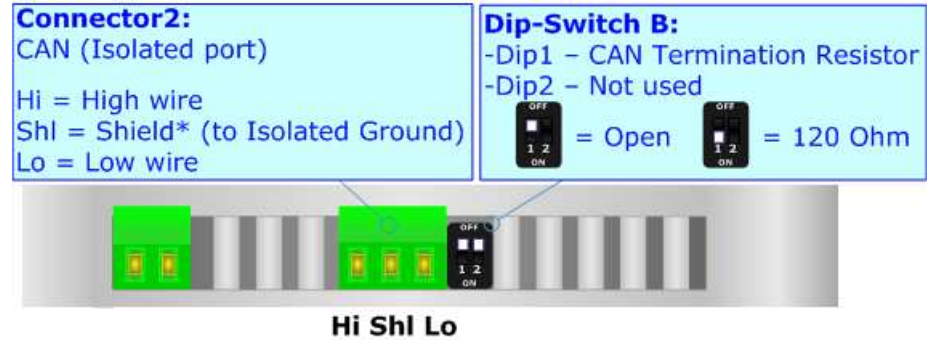 Connector2:
CAN (Isolated port)
Hi = High wire
Shl = Shield* (to Isolated Ground)
Lo = Low wire
Dip-Switch B:
-Dip1 – CAN Termination Resistor
-Dip2 – Not used
OFF
1 2
ON
= Open
OFF
1 2
ON
= 120 Ohm
OFF
1 2
ON
Hi Shl Lo